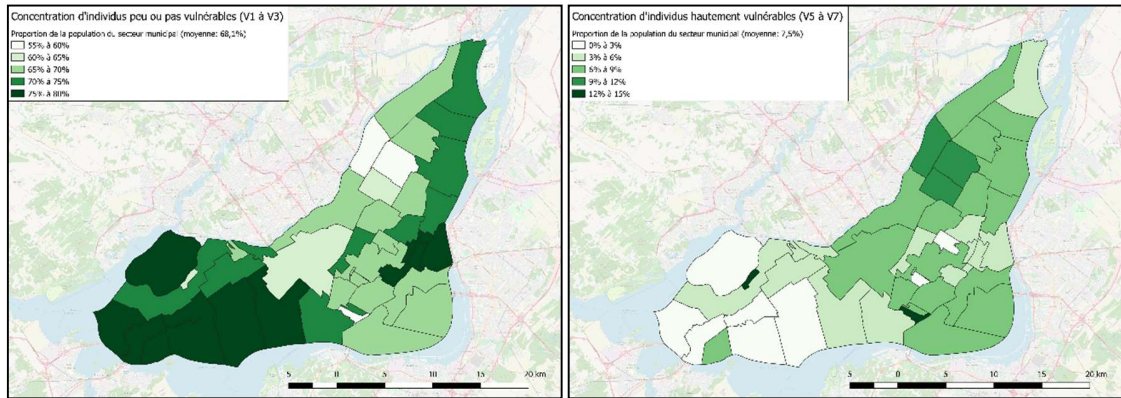 Concentration d'individus peu ou pas vulnérables (V1 à V3)
Proportion de la population du secteur municipal (moyenne: 68,1%)
55% à 60%
60% à 65%
65% à 70%
70% à 75%
75% à 80%
5 0 5 10 15 20 km
Concentration d'individus hautement vulnérables (V5 à V7)
Proportion de la population du secteur municipal (moyenne: 7,5%)
0% à 3%
3% à 6%
6% à 9%
9% à 12%
12% à 15%
5 0 5 10 15 20 km